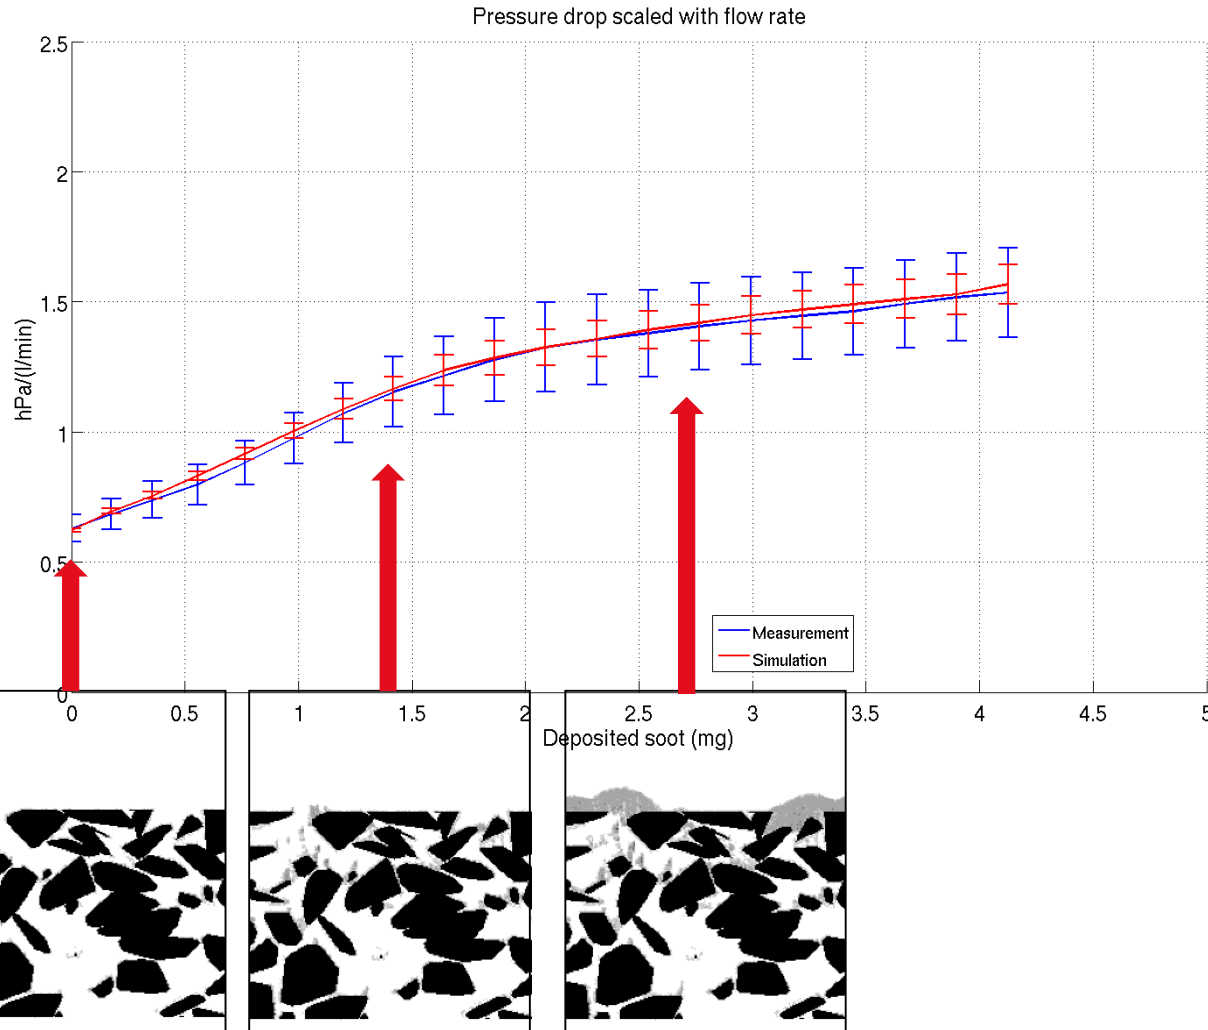 Pressure drop scaled with flow rate
2.5
2
1.5
1
0.5
0
hPa/(l/min)
Measurement
Simulation
0 0.5 1 1.5 2 2.5 3 3.5 4 4.5 5
Deposited soot (mg)